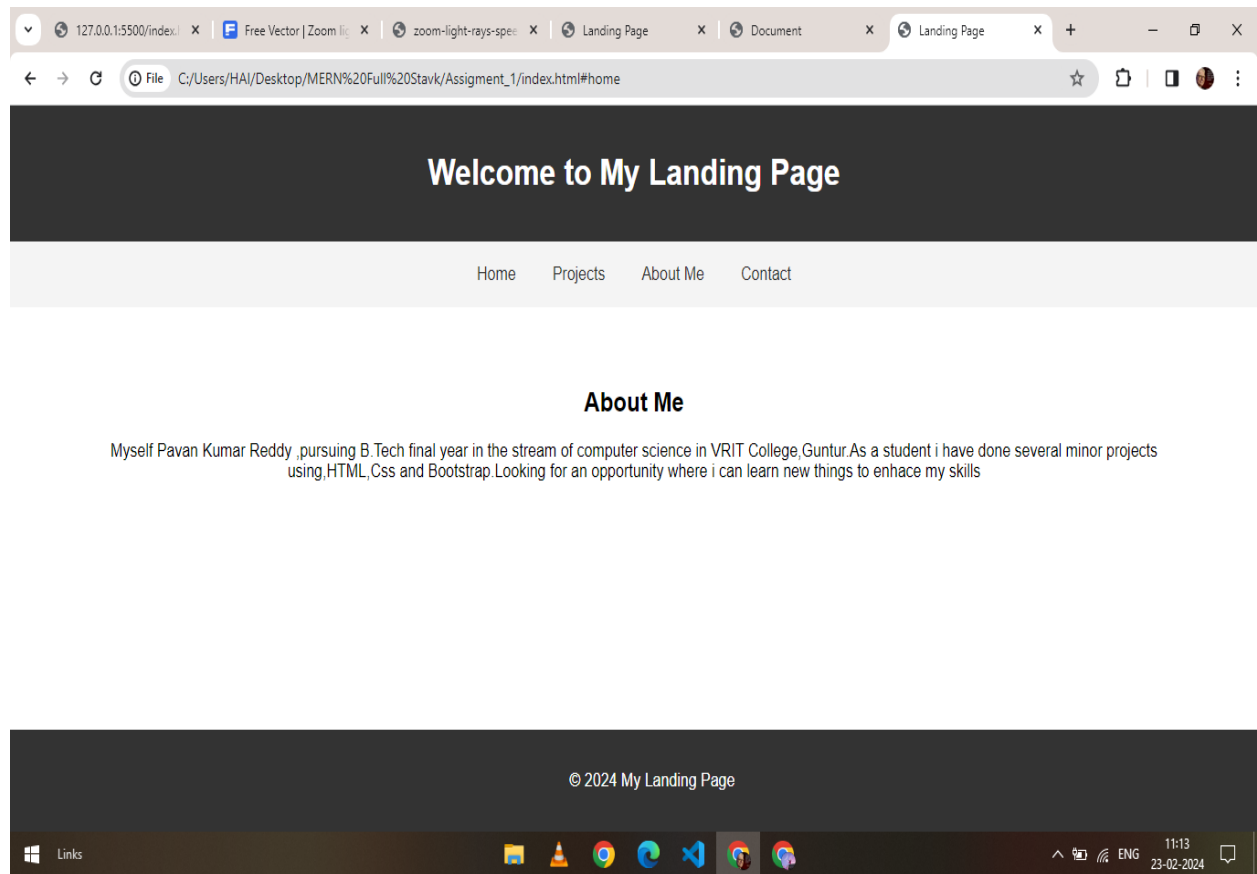 127.0.0.1:5500/index.
Free Vector | Zoom lig
zoom-light-rays-spee
Landing Page
Document
Landing Page
File C:/Users/HAI/Desktop/MERN%20Full%20Stavk/Assigment_1/index.html#home
Welcome to My Landing Page
Home Projects About Me Contact
About Me
Myself Pavan Kumar Reddy ,pursuing B.Tech final year in the stream of computer science in VRIT College,Guntur.As a student i have done several minor projects
using,HTML,Css and Bootstrap.Looking for an opportunity where i can learn new things to enhace my skills
© 2024 My Landing Page
Links
ENG
11:13
23-02-2024